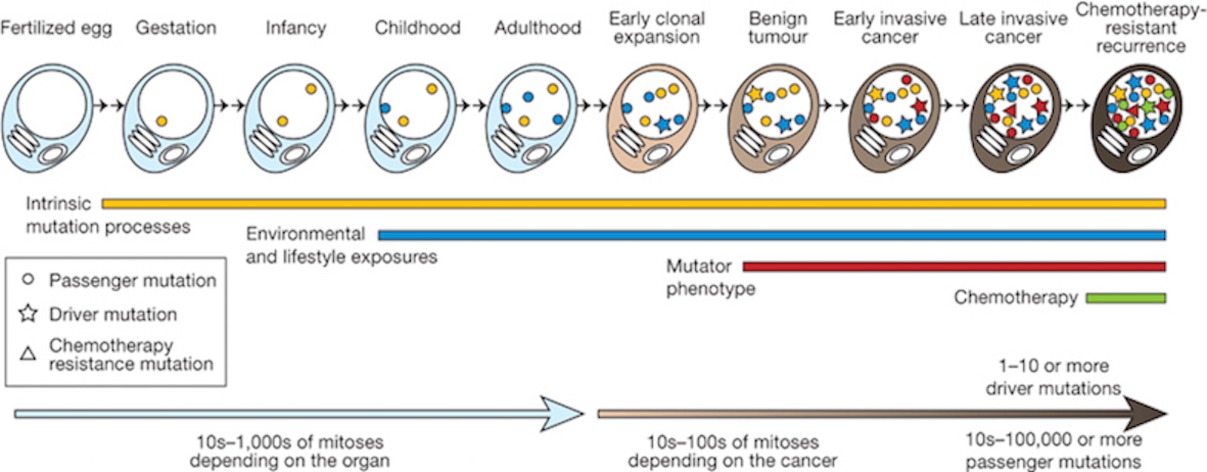 Fertilized egg
Gestation
Infancy
Childhood
Adulthood
Early clonal
expansion
Benign
tumour
Early invasive
cancer
Late invasive
cancer
Chemotherapy-
resistant
recurrence
Intrinsic
mutation processes
Environmental
and lifestyle exposures
Mutator
phenotype
Chemotherapy
Passenger mutation
Driver mutation
Chemotherapy
resistance mutation
1–10 or more
driver mutations
10s–1,000s of mitoses
depending on the organ
10s–100s of mitoses
depending on the cancer
10s–100,000 or more
passenger mutations